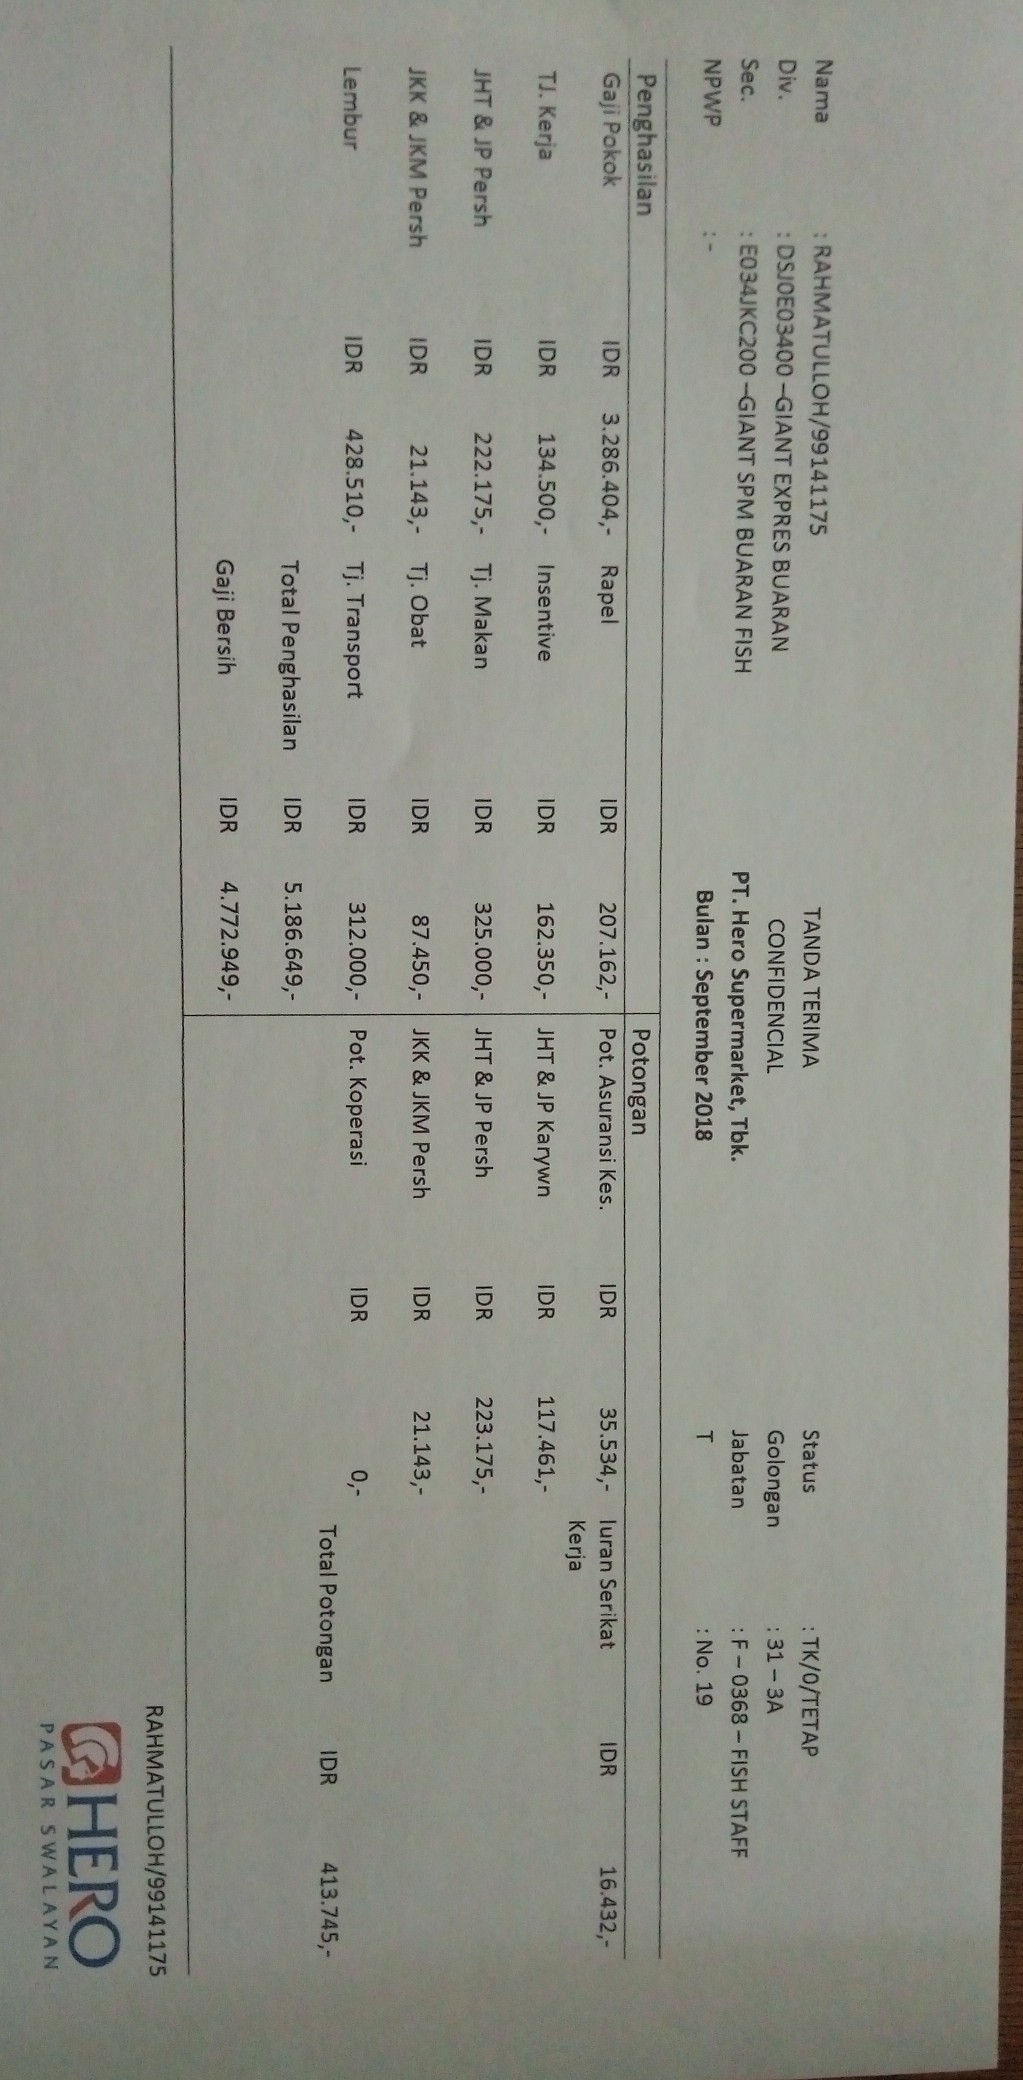 TANDA TERIMA
CONFIDENCIAL
PT. Hero Supermarket, Tbk.
Bulan : September 2018
Nama : RAHMATULLOH/99141175
Div. : DSJ0E03400 –GIANT EXPRES BUARAN
Sec. : E034JKC200 –GIANT SPM BUARAN FISH
NPWP : -
Status : TK/0/TETAP
Golongan : 31 – 3A
Jabatan : F – 0368 – FISH STAFF
T : No. 19
Penghasilan Potongan
Gaji Pokok IDR 3.286.404,- Rapel IDR 207.162,- Pot. Asuransi Kes. IDR 35.534,- Iuran Serikat Kerja IDR 16.432,-
TJ. Kerja IDR 134.500,- Insentive IDR 162.350,- JHT & JP Karywn IDR 117.461,-
JHT & JP Persh IDR 222.175,- Tj. Makan IDR 325.000,- JHT & JP Persh IDR 223.175,-
JKK & JKM Persh IDR 21.143,- Tj. Obat IDR 87.450,- JKK & JKM Persh IDR 21.143,-
Lembur IDR 428.510,- Tj. Transport IDR 312.000,- Pot. Koperasi IDR 0,-
Total Penghasilan IDR 5.186.649,- Total Potongan IDR 413.745,-
Gaji Bersih IDR 4.772.949,-
RAHMATULLOH/99141175
HERO
PASAR SWALAYAN